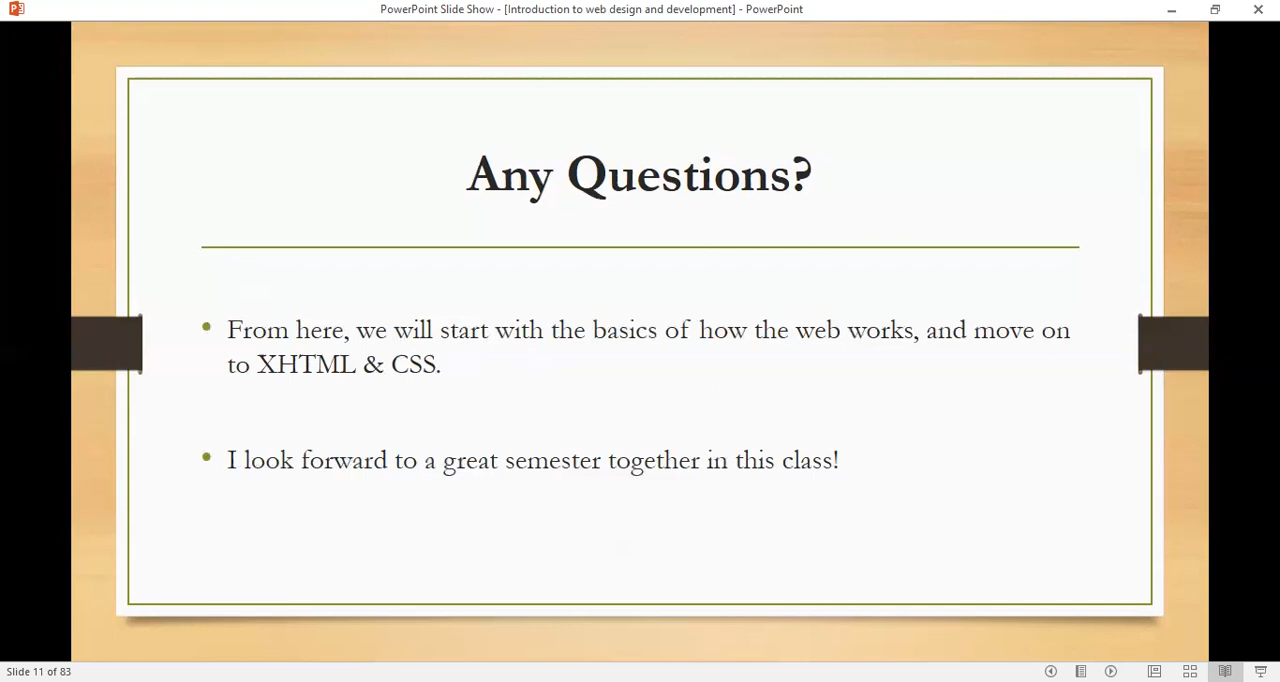 PowerPoint Slide Show - [Introduction to web design and development] - PowerPoint
Any Questions?
• From here, we will start with the basics of how the web works, and move on
to XHTML & CSS.
• I look forward to a great semester together in this class!
Slide 11 of 83